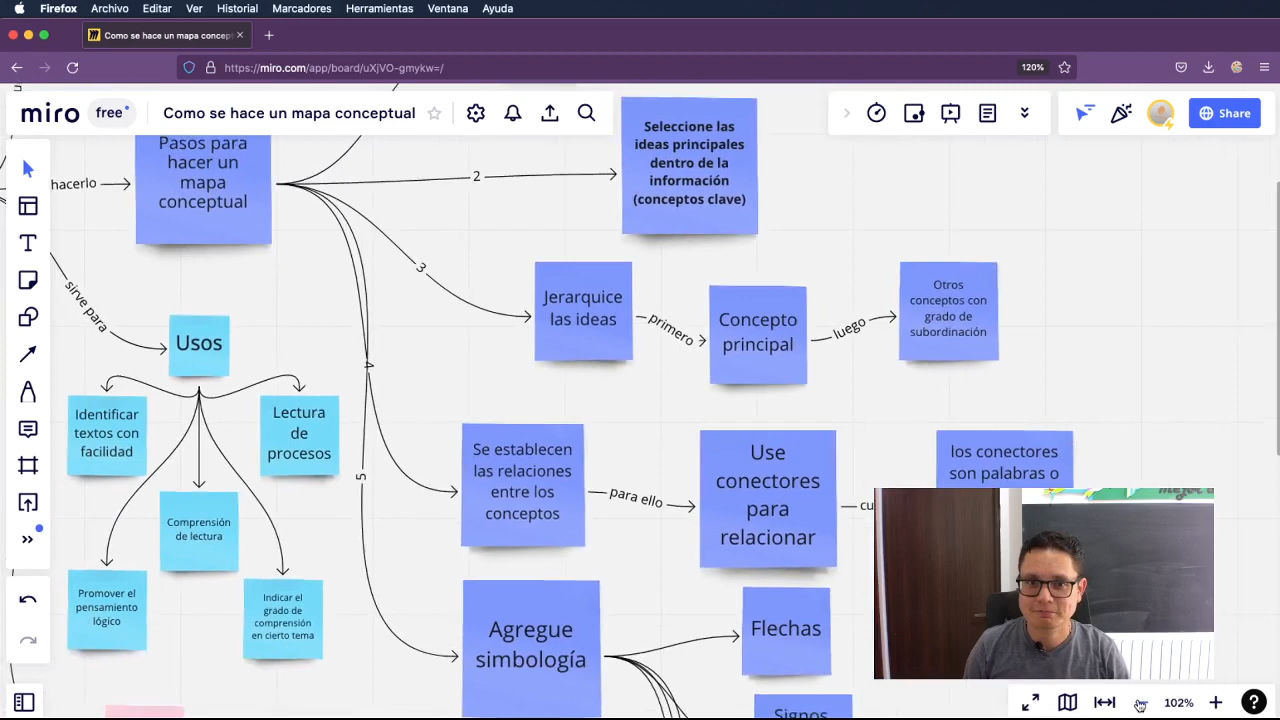 Firefox Archivo Editar Ver Historial Marcadores Herramientas Ventana Ayuda
Como se hace un mapa concept
https://miro.com/app/board/uXjVO-gmykw=/
120%
miro free Como se hace un mapa conceptual
Share
Pasos para
hacer un
mapa
conceptual
hacerlo
2
Seleccione las
ideas principales
dentro de la
información
(conceptos clave)
3
Jerarquice
las ideas
primero
Concepto
principal
luego
Otros
conceptos con
grado de
subordinación
sirve para
Usos
Identificar
textos con
facilidad
Lectura
de
procesos
Comprensión
de lectura
Promover el
pensamiento
lógico
Indicar el
grado de
comprensión
en cierto tema
4
Se establecen
las relaciones
entre los
conceptos
para ello
Use
conectores
para
relacionar
cu
los conectores
son palabras o
5
Agregue
simbología
Flechas
Signos
102%